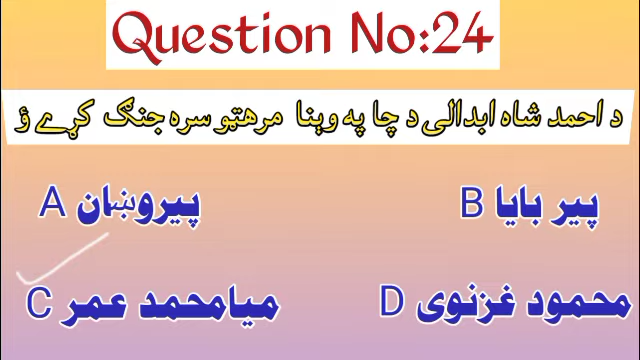 Question No:24
د احمد شاه ابدالی د چا په وېنا مرهټو سره جنګ کړے ؤ
A پیروښان
B پیر بابا
C میامحمد عمر
D محمود غزنوی